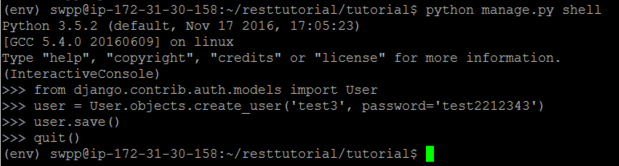 (env) swpp@ip-172-31-30-158:~/resttutorial/tutorial$ python manage.py shell
Python 3.5.2 (default, Nov 17 2016, 17:05:23)
[GCC 5.4.0 20160609] on linux
Type "help", "copyright", "credits" or "license" for more information.
(InteractiveConsole)
>>> from django.contrib.auth.models import User
>>> user = User.objects.create_user('test3', password='test2212343')
>>> user.save()
>>> quit()
(env) swpp@ip-172-31-30-158:~/resttutorial/tutorial$